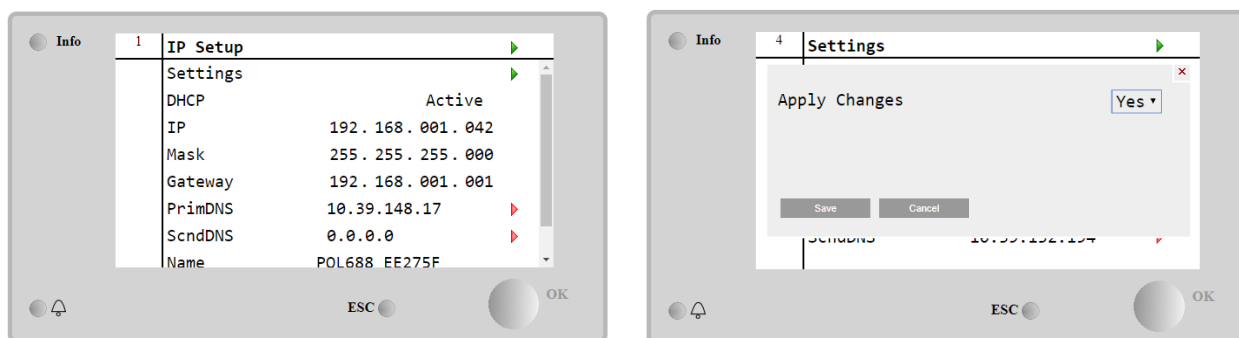 Info
1 IP Setup
Settings
DHCP Active
IP 192.168.001.042
Mask 255.255.255.000
Gateway 192.168.001.001
PrimDNS 10.39.148.17
ScndDNS 0.0.0.0
Name POL688_EE275F
ESC
OK
Info
4 Settings
Apply Changes Yes
Save Cancel
ScndDNS
ESC
OK